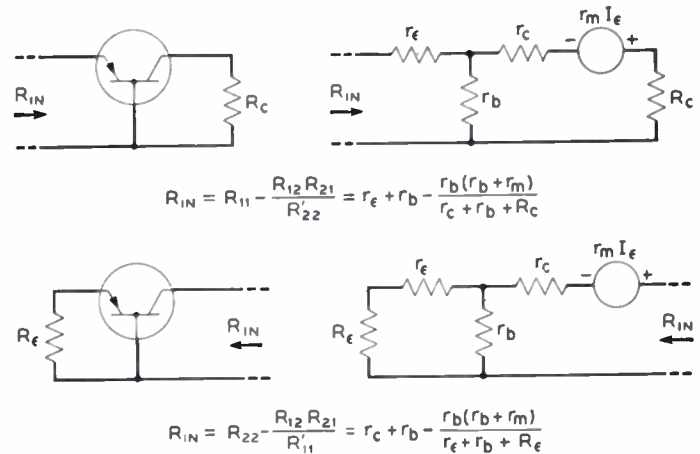 R_IN
R_C
r_ε
r_c
r_m I_ε
-
+
R_IN
r_b
R_C
R_IN = R_11 - R_12 R_21 / R'_22 = r_ε + r_b - r_b(r_b + r_m) / r_c + r_b + R_C
R_ε
R_IN
r_ε
r_c
r_m I_ε
-
+
R_ε
r_b
R_IN
R_IN = R_22 - R_12 R_21 / R'_11 = r_c + r_b - r_b(r_b + r_m) / r_ε + r_b + R_ε